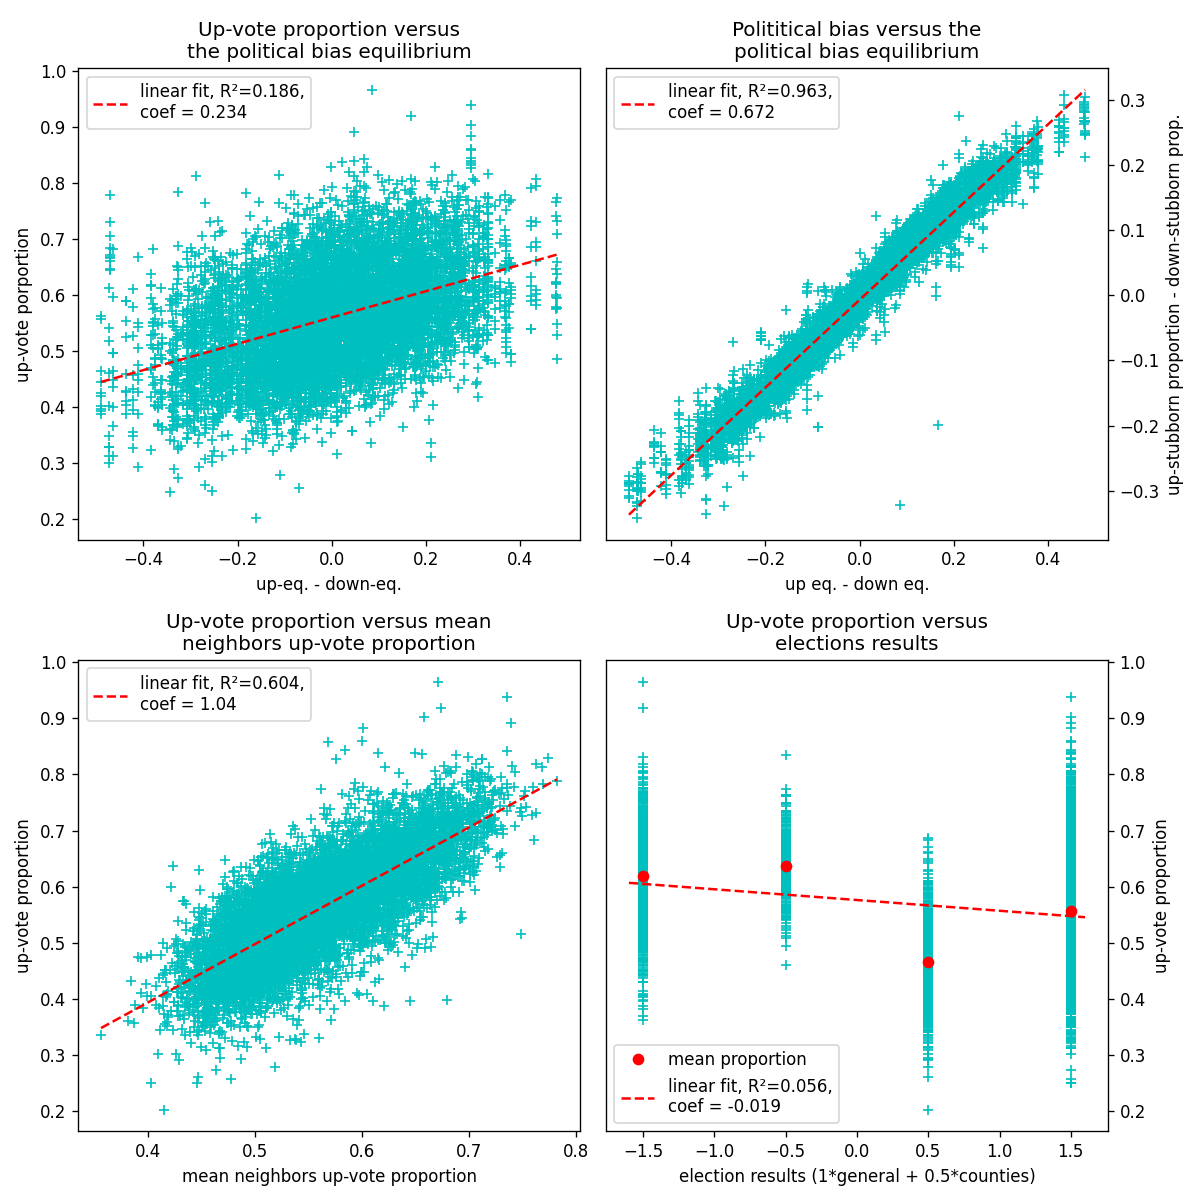 Up-vote proportion versus
the political bias equilibrium
linear fit, R²=0.186,
coef = 0.234
1.0
0.9
0.8
0.7
0.6
0.5
0.4
0.3
0.2
up-vote porportion
−0.4
−0.2
0.0
0.2
0.4
up-eq. - down-eq.
Polititical bias versus the
political bias equilibrium
linear fit, R²=0.963,
coef = 0.672
0.3
0.2
0.1
0.0
−0.1
−0.2
−0.3
up-stubborn proportion - down-stubborn prop.
−0.4
−0.2
0.0
0.2
0.4
up eq. - down eq.
Up-vote proportion versus mean
neighbors up-vote proportion
linear fit, R²=0.604,
coef = 1.04
1.0
0.9
0.8
0.7
0.6
0.5
0.4
0.3
0.2
up-vote proportion
0.4
0.5
0.6
0.7
0.8
mean neighbors up-vote proportion
Up-vote proportion versus
elections results
mean proportion
linear fit, R²=0.056,
coef = -0.019
1.0
0.9
0.8
0.7
0.6
0.5
0.4
0.3
0.2
up-vote proportion
−1.5
−1.0
−0.5
0.0
0.5
1.0
1.5
election results (1*general + 0.5*counties)